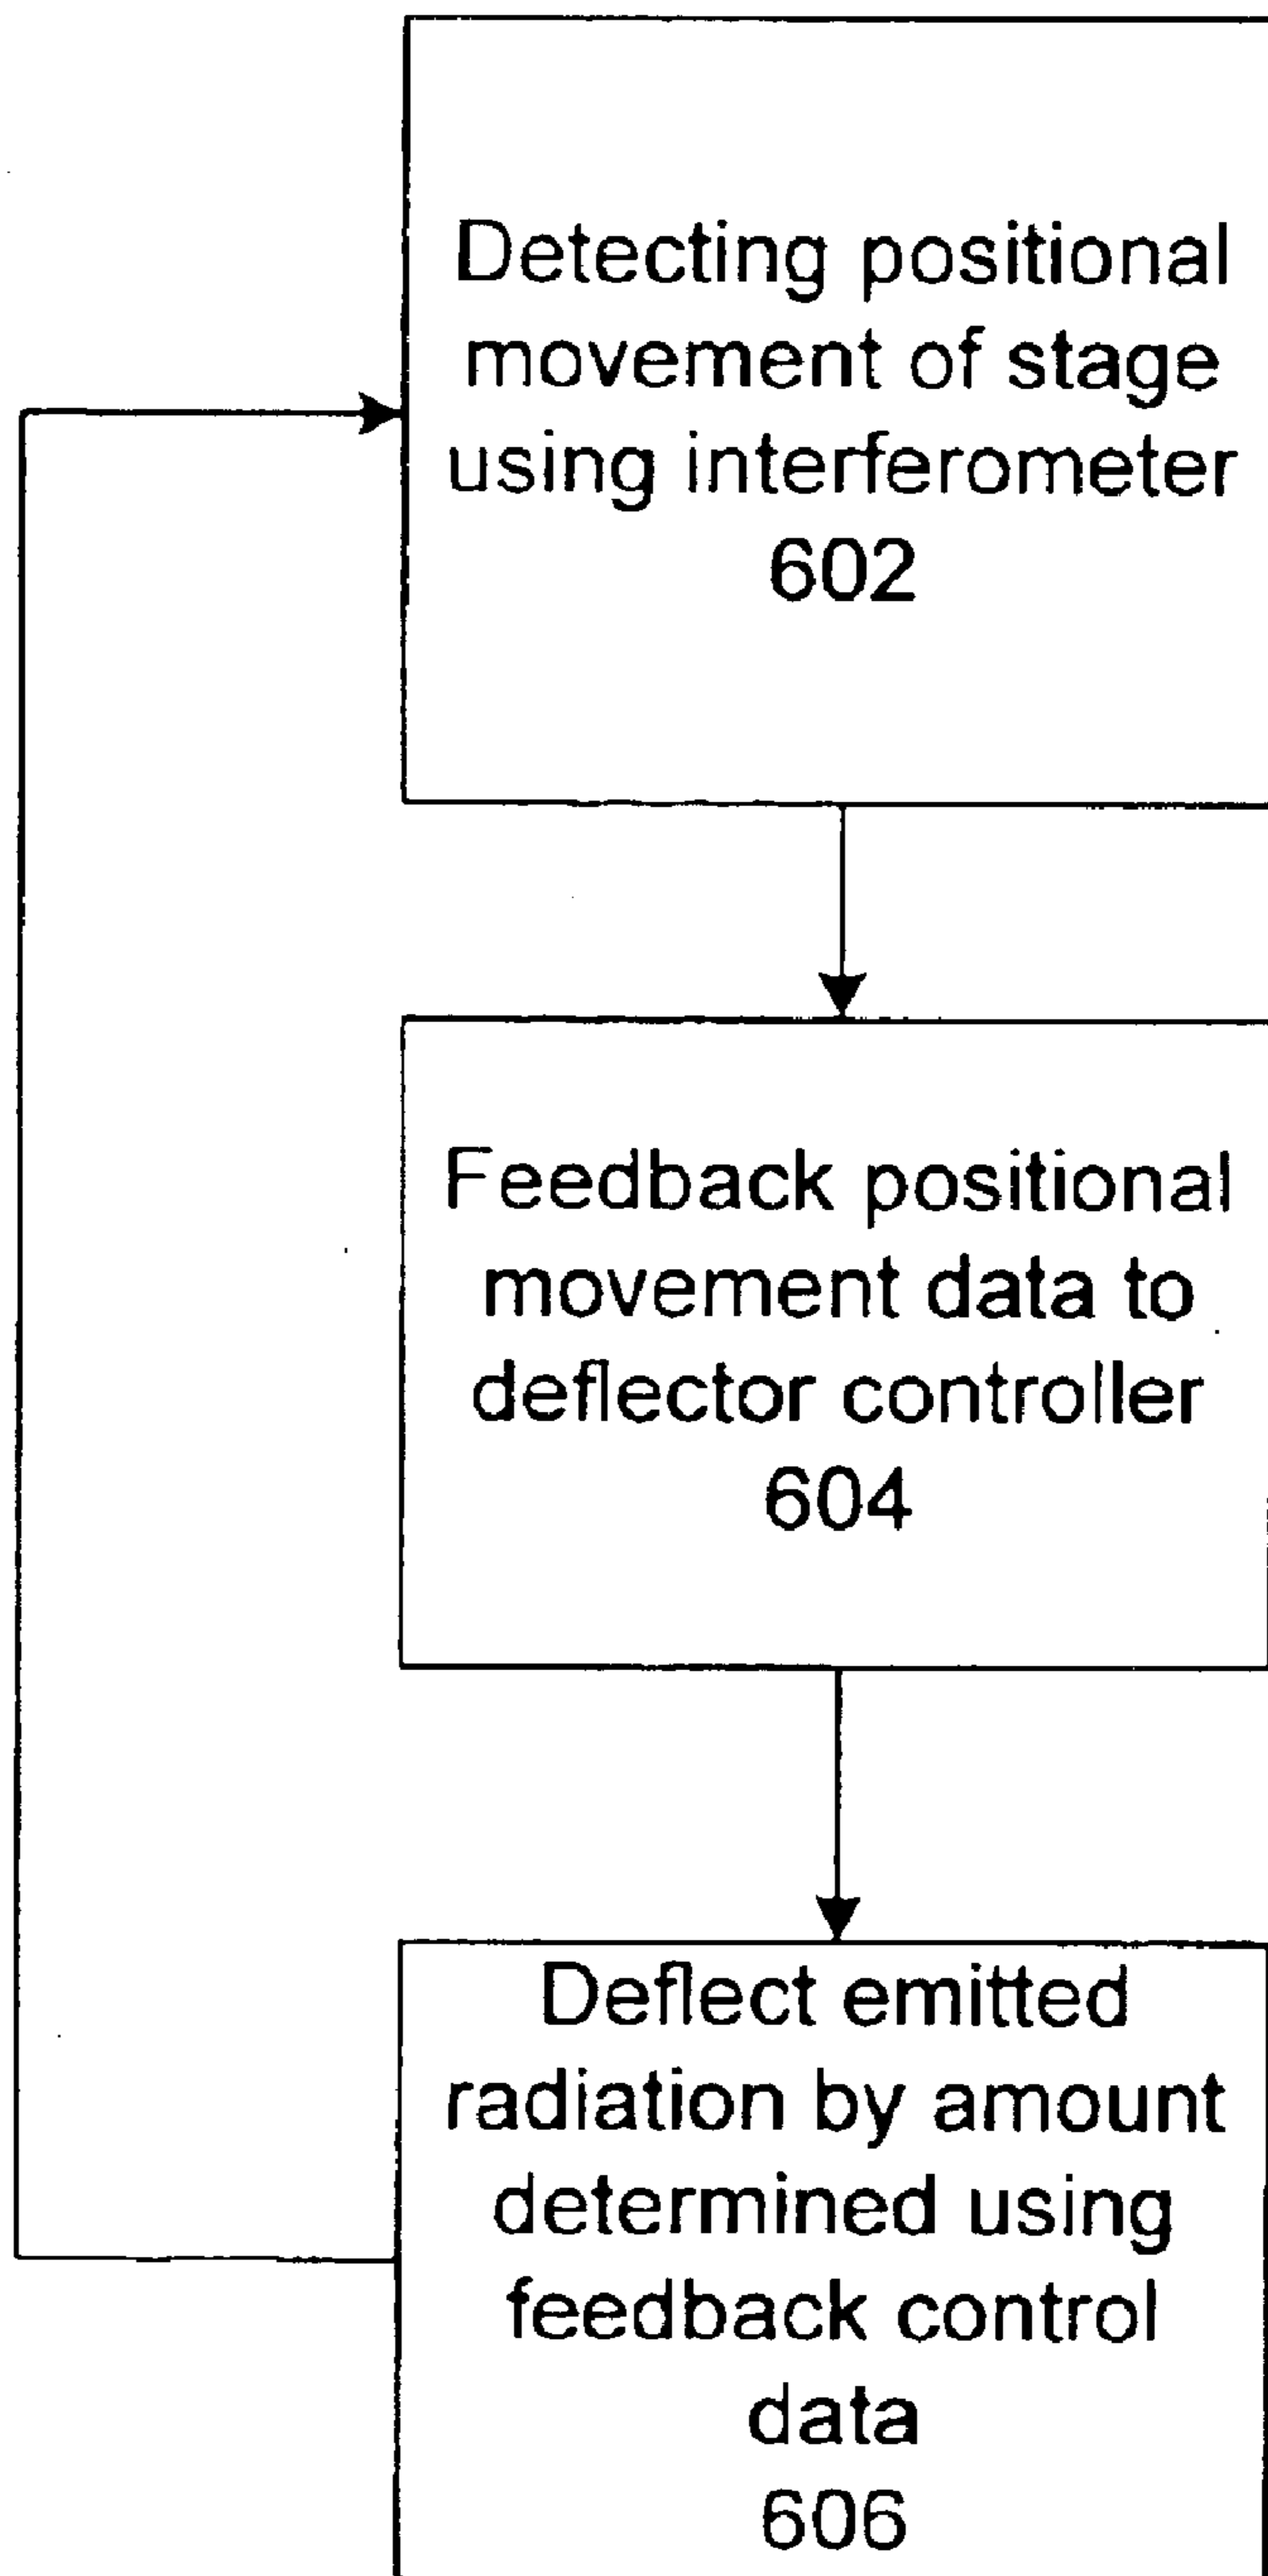 Detecting positional
movement of stage
using interferometer
602
Feedback positional
movement data to
deflector controller
604
Deflect emitted
radiation by amount
determined using
feedback control
data
606